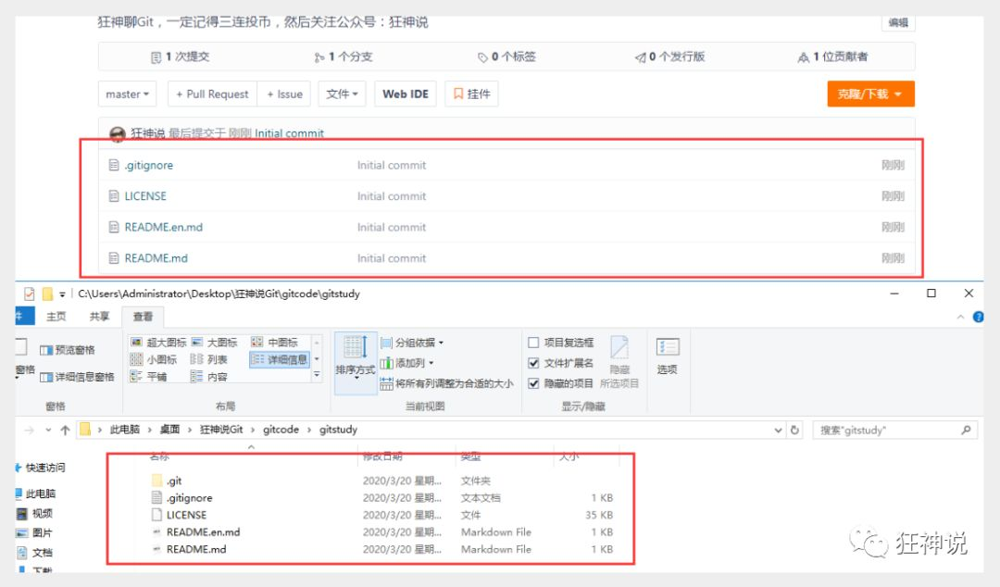 狂神聊Git，一定记得三连投币，然后关注公众号：狂神说
编辑
1 次提交 1 个分支 0 个标签 0 个发行版 1 位贡献者
master + Pull Request + Issue 文件 Web IDE 挂件 克隆/下载
狂神说 最后提交于 刚刚 Initial commit
.gitignore Initial commit 刚刚
LICENSE Initial commit 刚刚
README.en.md Initial commit 刚刚
README.md Initial commit 刚刚
C:\Users\Administrator\Desktop\狂神说Git\gitcode\gitstudy
主页 共享 查看
预览窗格 超大图标 大图标 中图标 分组依据 项目复选框
窗格 小图标 列表 详细信息 排序方式 添加列 文件扩展名 隐藏 选项
详细信息窗格 平铺 内容 将所有列调整为合适的大小 隐藏的项目 所选项目
窗格 布局 当前视图 显示/隐藏
此电脑 桌面 狂神说Git gitcode gitstudy 搜索"gitstudy"
名称 修改日期 类型 大小
快速访问
此电脑
视频
图片
文档
下载
.git 2020/3/20 星期... 文件夹
.gitignore 2020/3/20 星期... 文本文档 1 KB
LICENSE 2020/3/20 星期... 文件 35 KB
README.en.md 2020/3/20 星期... Markdown File 1 KB
README.md 2020/3/20 星期... Markdown File 1 KB
狂神说